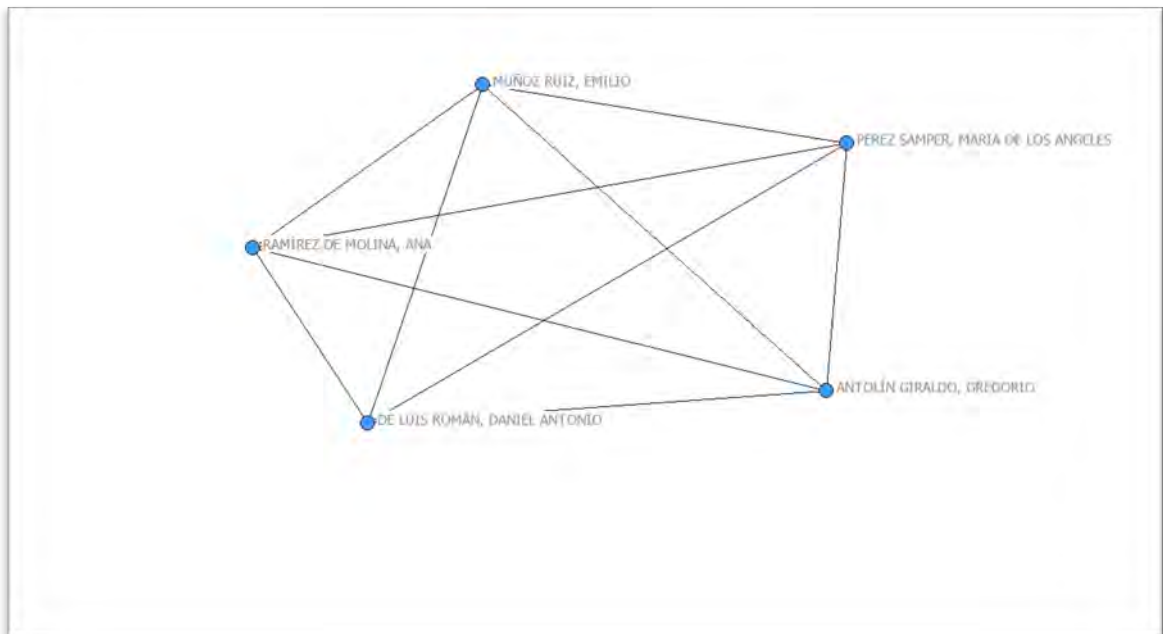 MUÑOZ RUIZ, EMILIO
PEREZ SAMPER, MARIA DE LOS ANGELES
RAMÍREZ DE MOLINA, ANA
ANTOLÍN GIRALDO, GREGORIO
DE LUIS ROMÁN, DANIEL ANTONIO